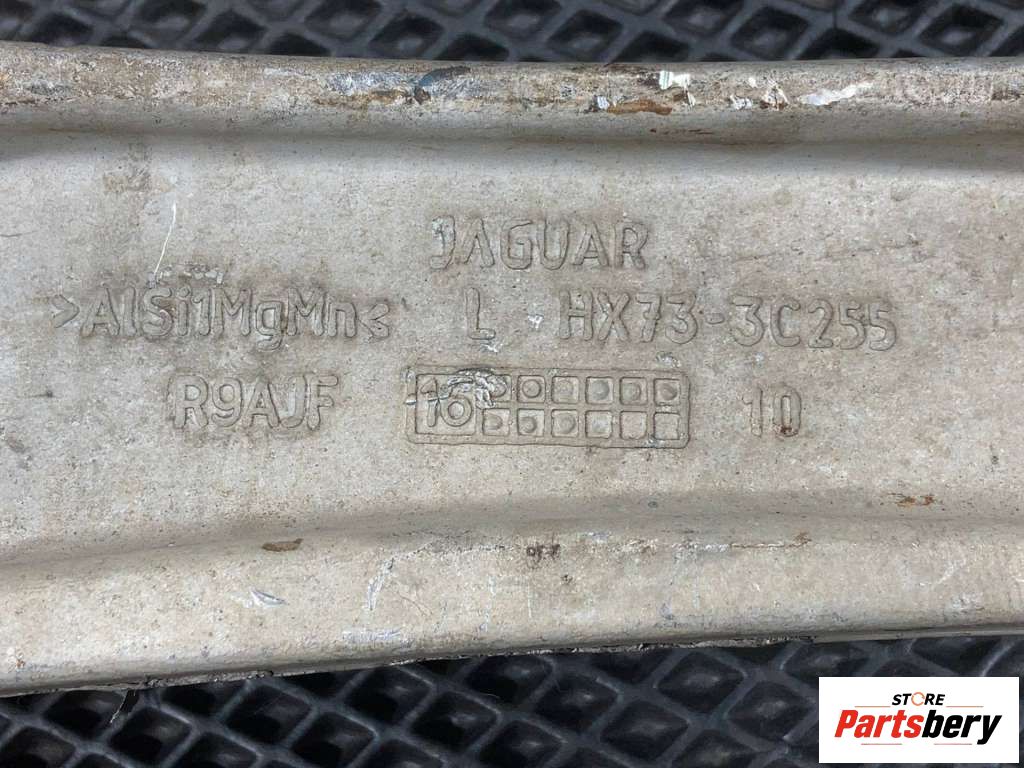 JAGUAR
>AlSi1MgMn< L HX73-3C255
R9AJF 16 10
STORE
Partsbery